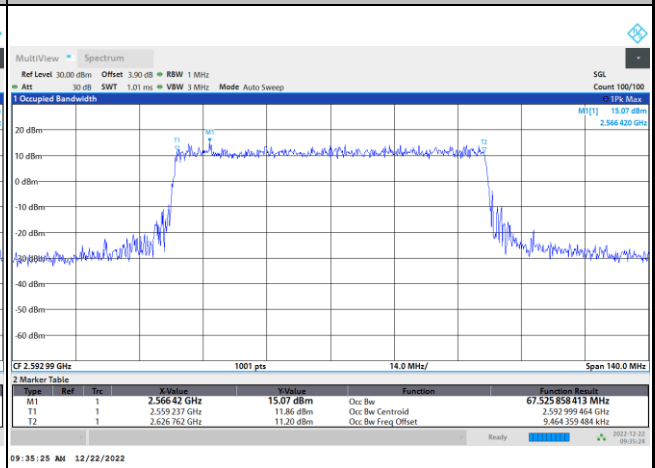 MultiView Spectrum
Ref Level 30.00 dBm Offset 3.90 dB RBW 1 MHz SGL
Att 30 dB SWT 1.01 ms VBW 3 MHz Mode Auto Sweep Count 100/100
1 Occupied Bandwidth 1Pk Max
M1[1] 15.07 dBm
2.566 420 GHz
T1 M1 T2
20 dBm
10 dBm
0 dBm
-10 dBm
-20 dBm
-30 dBm
-40 dBm
-50 dBm
-60 dBm
CF 2.592 99 GHz 1001 pts 14.0 MHz/ Span 140.0 MHz
2 Marker Table
Type Ref Trc X-Value Y-Value Function Function Result
M1 1 2.566 42 GHz 15.07 dBm Occ Bw 67.525 858 413 MHz
T1 1 2.559 237 GHz 11.86 dBm Occ Bw Centroid 2.592 999 464 GHz
T2 1 2.626 762 GHz 11.20 dBm Occ Bw Freq Offset 9.464 359 484 kHz
Ready 2022-12-22
09:35:24
09:35:25 AM 12/22/2022